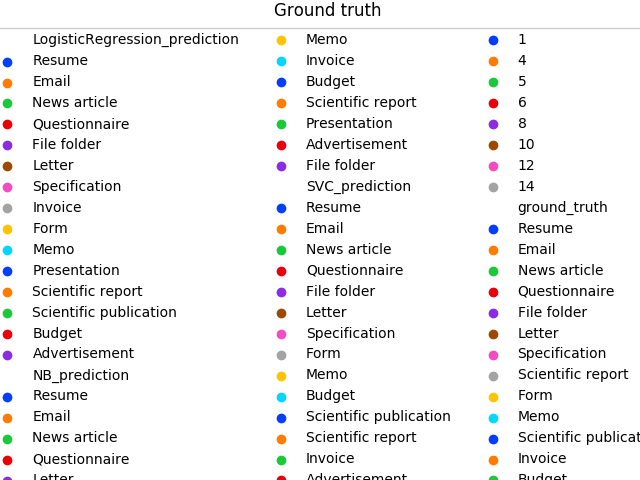 Ground truth
LogisticRegression_prediction
Resume
Email
News article
Questionnaire
File folder
Letter
Specification
Invoice
Form
Memo
Presentation
Scientific report
Scientific publication
Budget
Advertisement
NB_prediction
Resume
Email
News article
Questionnaire
Letter
Memo
Invoice
Budget
Scientific report
Presentation
Advertisement
File folder
SVC_prediction
Resume
Email
News article
Questionnaire
File folder
Letter
Specification
Form
Memo
Budget
Scientific publication
Scientific report
Invoice
Advertisement
1
4
5
6
8
10
12
14
ground_truth
Resume
Email
News article
Questionnaire
File folder
Letter
Specification
Scientific report
Form
Memo
Scientific publicat
Invoice
Budget